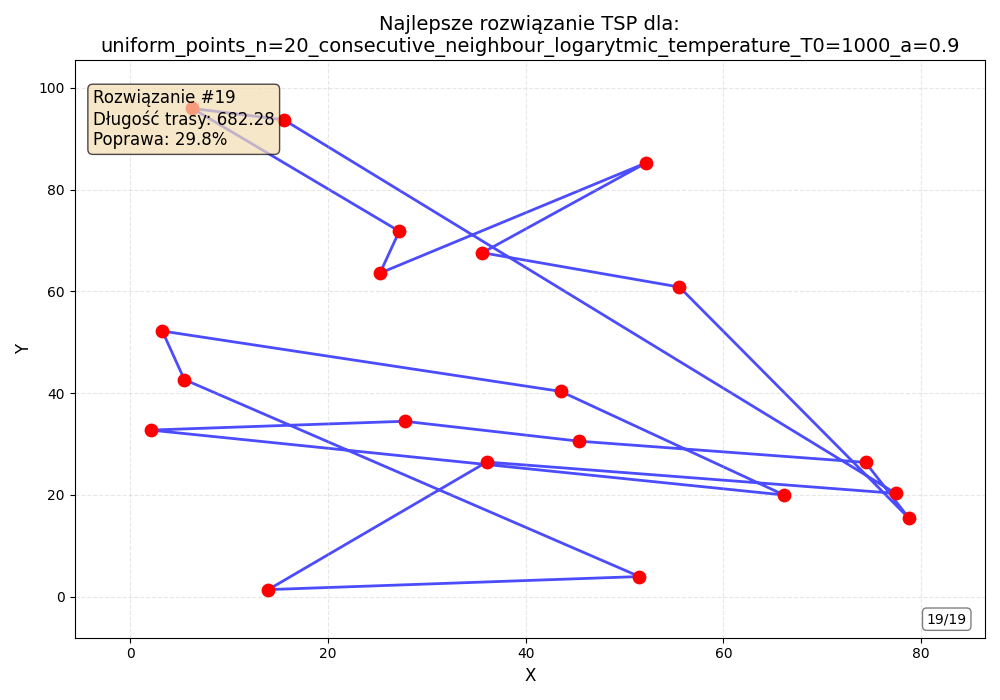 Najlepsze rozwiązanie TSP dla:
uniform_points_n=20_consecutive_neighbour_logarytmic_temperature_T0=1000_a=0.9
Rozwiązanie #19
Długość trasy: 682.28
Poprawa: 29.8%
100
80
60
40
20
0
Y
19/19
0 20 40 60 80
X